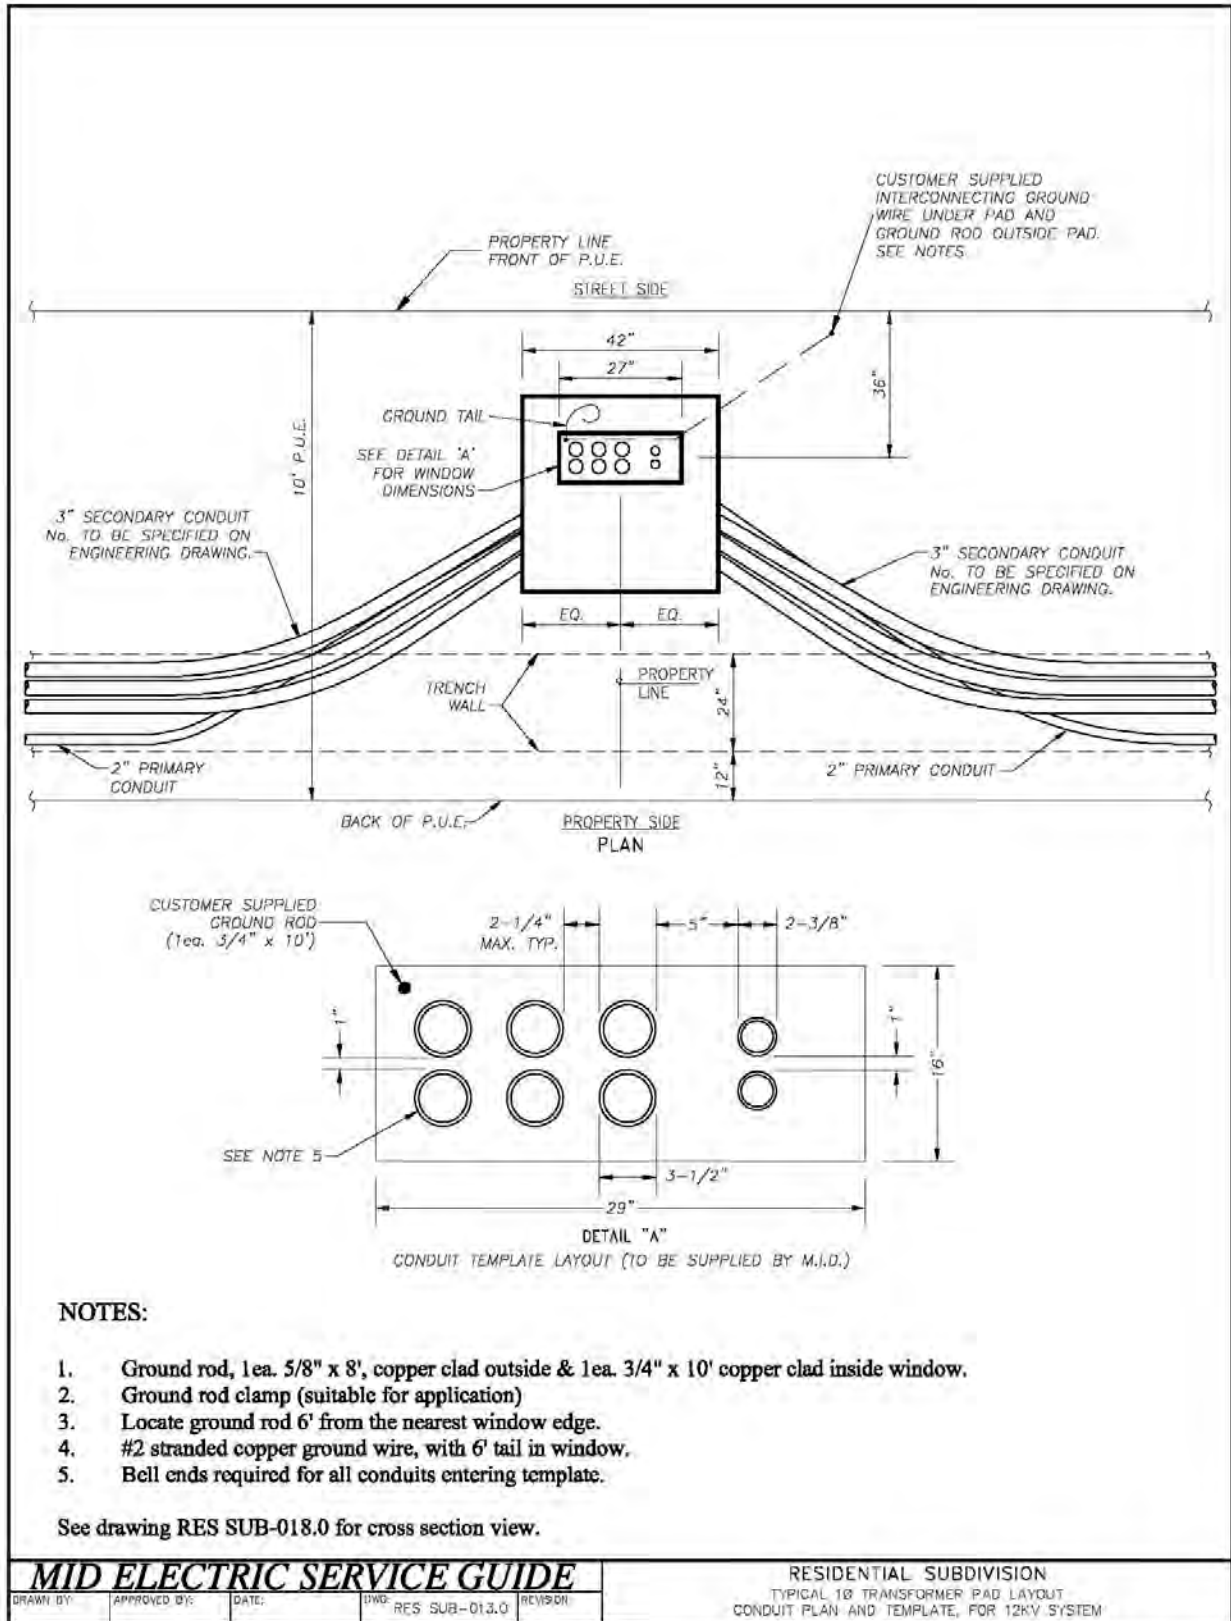 CUSTOMER SUPPLIED
INTERCONNECTING GROUND
WIRE UNDER PAD AND
GROUND ROD OUTSIDE PAD.
SEE NOTES
PROPERTY LINE
FRONT OF P.U.E.
STREET SIDE
42"
27"
36"
GROUND TAIL
10' P.U.E.
SEE DETAIL 'A'
FOR WINDOW
DIMENSIONS
3" SECONDARY CONDUIT
No. TO BE SPECIFIED ON
ENGINEERING DRAWING.
3" SECONDARY CONDUIT
No. TO BE SPECIFIED ON
ENGINEERING DRAWING.
EQ.
EQ.
TRENCH
WALL
PROPERTY
LINE
24"
2" PRIMARY
CONDUIT
12"
2" PRIMARY CONDUIT
BACK OF P.U.E.
PROPERTY SIDE
PLAN
CUSTOMER SUPPLIED
GROUND ROD
(1ea. 3/4" x 10')
2-1/4"
MAX. TYP.
5"
2-3/8"
1"
1"
16"
SEE NOTE 5
3-1/2"
29"
DETAIL "A"
CONDUIT TEMPLATE LAYOUT (TO BE SUPPLIED BY M.I.D.)
NOTES:
1. Ground rod, 1ea. 5/8" x 8', copper clad outside & 1ea. 3/4" x 10' copper clad inside window.
2. Ground rod clamp (suitable for application)
3. Locate ground rod 6' from the nearest window edge.
4. #2 stranded copper ground wire, with 6' tail in window.
5. Bell ends required for all conduits entering template.
See drawing RES SUB-018.0 for cross section view.
MID ELECTRIC SERVICE GUIDE
DRAWN BY: APPROVED BY: DATE: DWG: RES SUB-013.0 REVISION:
RESIDENTIAL SUBDIVISION
TYPICAL 1Ø TRANSFORMER PAD LAYOUT
CONDUIT PLAN AND TEMPLATE, FOR 12KV SYSTEM